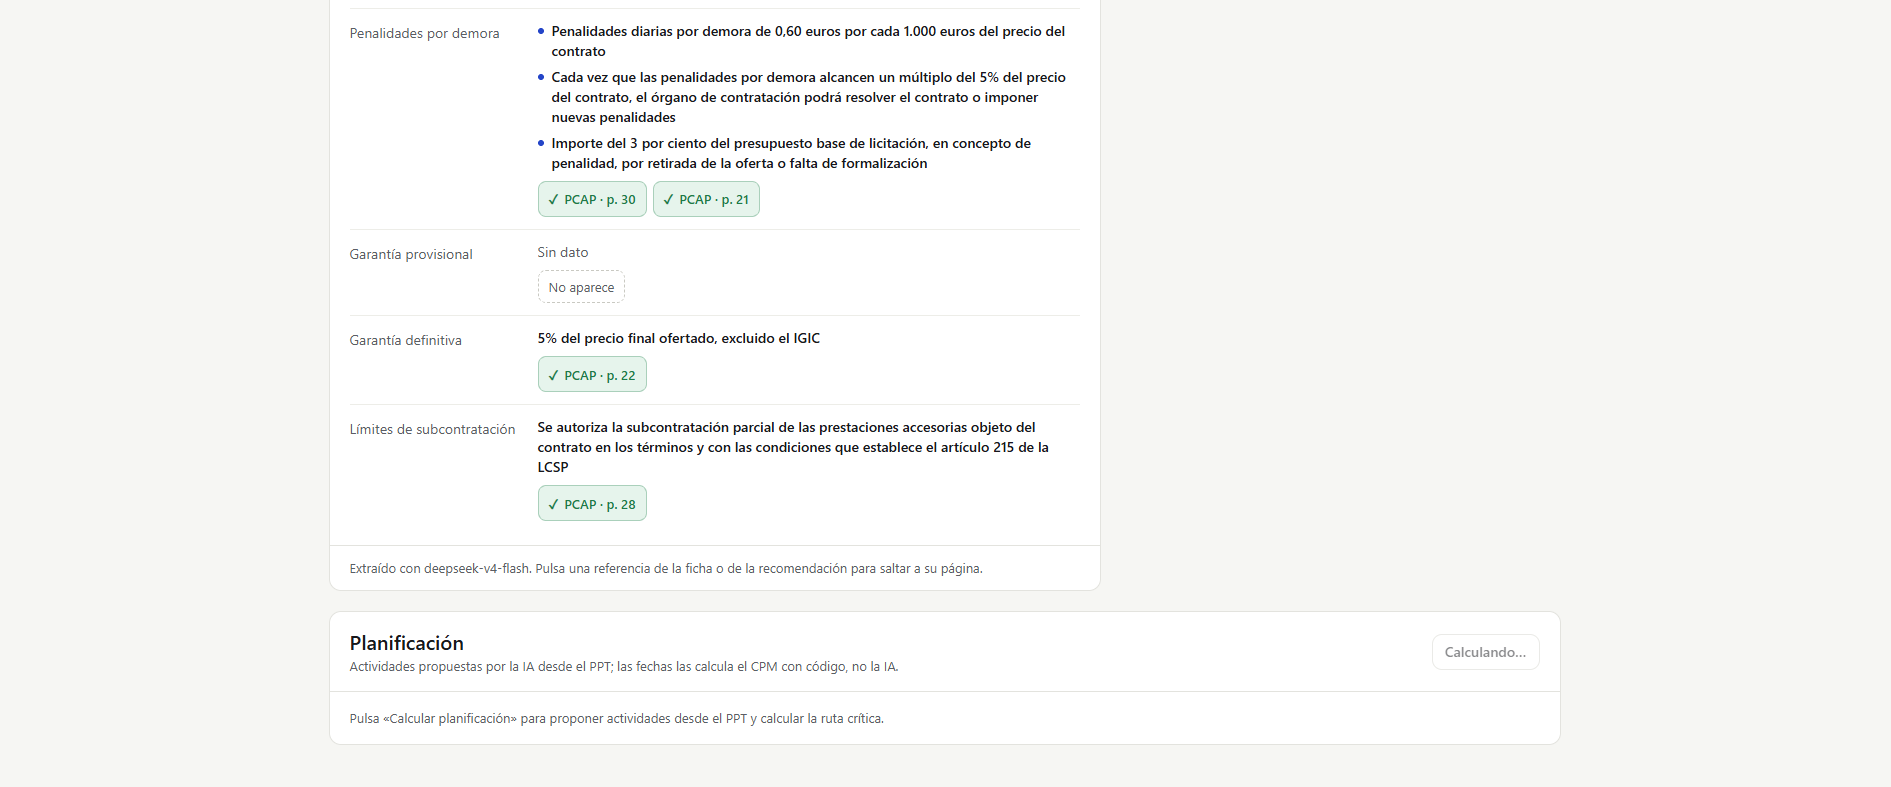 Penalidades por demora
Penalidades diarias por demora de 0,60 euros por cada 1.000 euros del precio del
contrato
Cada vez que las penalidades por demora alcancen un múltiplo del 5% del precio
del contrato, el órgano de contratación podrá resolver el contrato o imponer
nuevas penalidades
Importe del 3 por ciento del presupuesto base de licitación, en concepto de
penalidad, por retirada de la oferta o falta de formalización
✓ PCAP · p. 30
✓ PCAP · p. 21
Garantía provisional
Sin dato
No aparece
Garantía definitiva
5% del precio final ofertado, excluido el IGIC
✓ PCAP · p. 22
Límites de subcontratación
Se autoriza la subcontratación parcial de las prestaciones accesorias objeto del
contrato en los términos y con las condiciones que establece el artículo 215 de la
LCSP
✓ PCAP · p. 28
Extraído con deepseek-v4-flash. Pulsa una referencia de la ficha o de la recomendación para saltar a su página.
Planificación
Actividades propuestas por la IA desde el PPT; las fechas las calcula el CPM con código, no la IA.
Calculando...
Pulsa «Calcular planificación» para proponer actividades desde el PPT y calcular la ruta crítica.